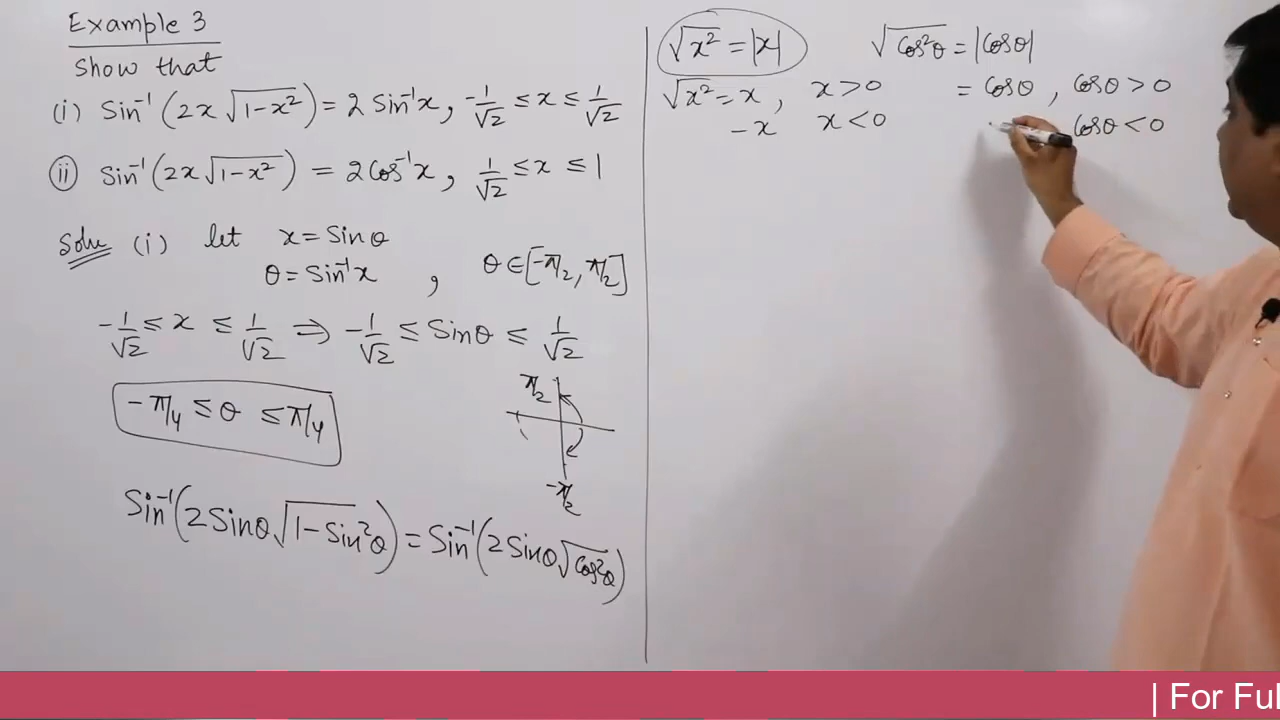 Example 3
Show that
(i) Sin⁻¹(2x√(1-x²)) = 2 Sin⁻¹x, -1/√2 ≤ x ≤ 1/√2
(ii) Sin⁻¹(2x√(1-x²)) = 2Cos⁻¹x, 1/√2 ≤ x ≤ 1
Soln (i) let x = Sinθ
θ = Sin⁻¹x , θ∈[-π/2, π/2]
-1/√2 ≤ x ≤ 1/√2 ⇒ -1/√2 ≤ Sinθ ≤ 1/√2
-π/4 ≤ θ ≤ π/4
π/2
-π/2
Sin⁻¹(2Sinθ√(1-Sin²θ)) = Sin⁻¹(2Sinθ√(Cos²θ))
√x² = |x|
√x² = x, x>0
-x x<0
√Cos²θ = |Cosθ|
= Cosθ, Cosθ>0
Cosθ<0
| For Ful